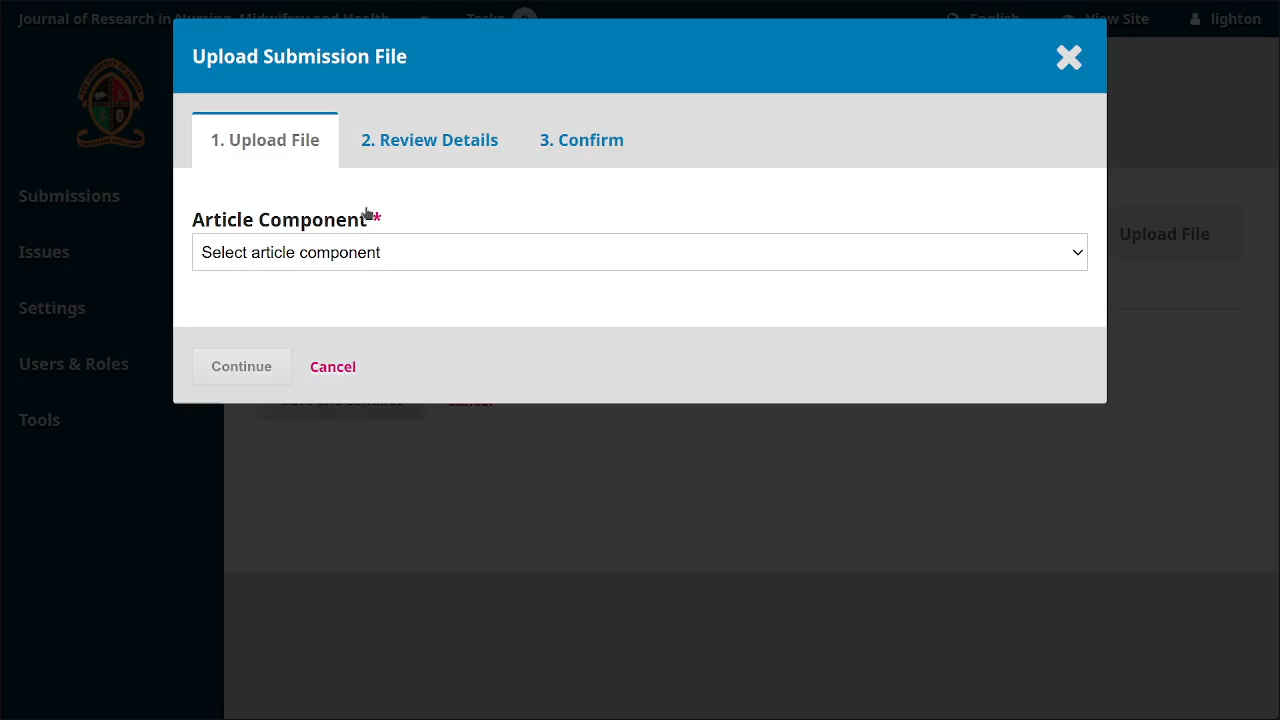 Journal of Research in Nursing, Midwifrey and Health
Tasks
English
View Site
lighton
Upload Submission File
1. Upload File
2. Review Details
3. Confirm
Submissions
Issues
Settings
Users & Roles
Tools
Article Component *
Select article component
Upload File
Continue
Cancel